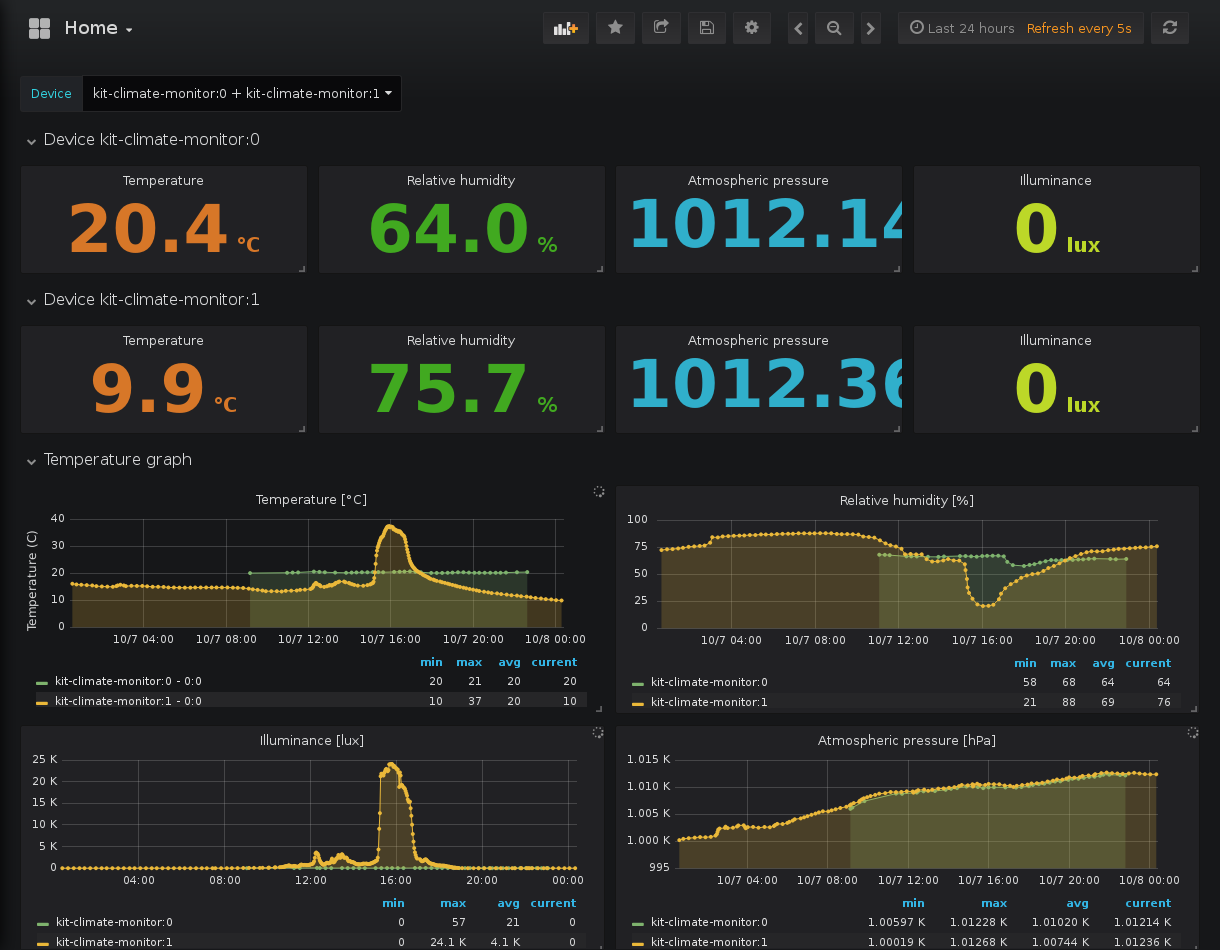 Home
Last 24 hours Refresh every 5s
Device kit-climate-monitor:0 + kit-climate-monitor:1
Device kit-climate-monitor:0
Temperature Relative humidity Atmospheric pressure Illuminance
20.4 °C 64.0 % 1012.14 0 lux
Device kit-climate-monitor:1
Temperature Relative humidity Atmospheric pressure Illuminance
9.9 °C 75.7 % 1012.36 0 lux
Temperature graph
Temperature [°C]
Temperature (C)
40
30
20
10
0
10/7 04:00 10/7 08:00 10/7 12:00 10/7 16:00 10/7 20:00 10/8 00:00
min max avg current
kit-climate-monitor:0 - 0:0 20 21 20 20
kit-climate-monitor:1 - 0:0 10 37 20 10
Relative humidity [%]
100
75
50
25
0
10/7 04:00 10/7 08:00 10/7 12:00 10/7 16:00 10/7 20:00 10/8 00:00
min max avg current
kit-climate-monitor:0 58 68 64 64
kit-climate-monitor:1 21 88 69 76
Illuminance [lux]
25 K
20 K
15 K
10 K
5 K
0
04:00 08:00 12:00 16:00 20:00 00:00
min max avg current
kit-climate-monitor:0 0 57 21 0
kit-climate-monitor:1 0 24.1 K 4.1 K 0
Atmospheric pressure [hPa]
1.015 K
1.010 K
1.005 K
1.000 K
995
10/7 04:00 10/7 08:00 10/7 12:00 10/7 16:00 10/7 20:00 10/8 00:00
min max avg current
kit-climate-monitor:0 1.00597 K 1.01228 K 1.01020 K 1.01214 K
kit-climate-monitor:1 1.00019 K 1.01268 K 1.00744 K 1.01236 K